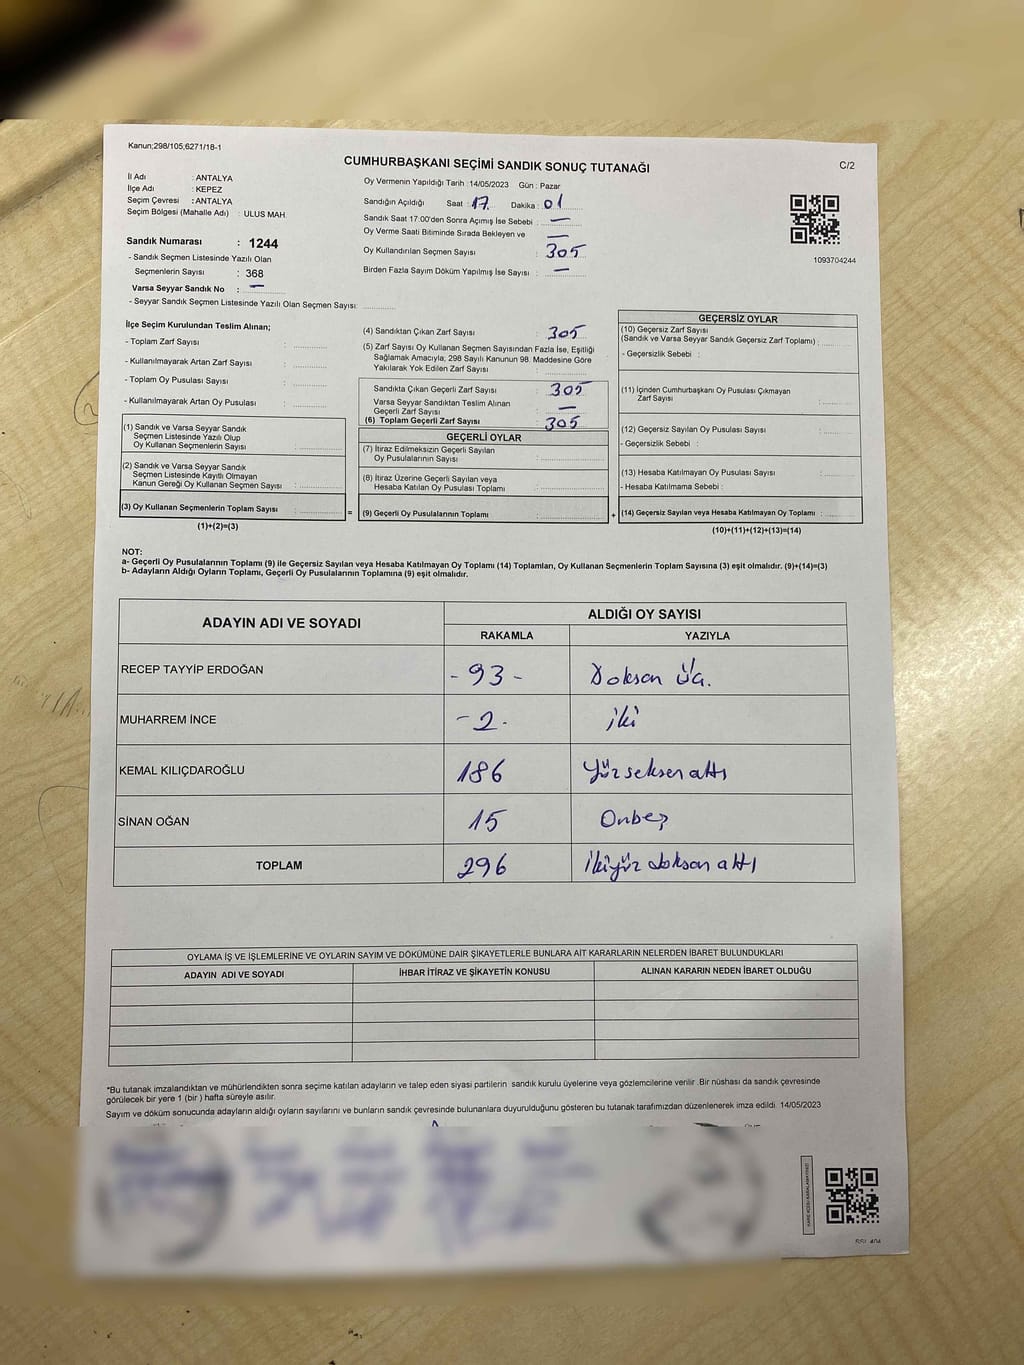 Kanun;298/105,6271/18-1
CUMHURBAŞKANI SEÇİMİ SANDIK SONUÇ TUTANAĞI
C/2
İl Adı : ANTALYA
İlçe Adı : KEPEZ
Seçim Çevresi : ANTALYA
Seçim Bölgesi (Mahalle Adı) : ULUS MAH.
Oy Vermenin Yapıldığı Tarih :14/05/2023 Gün : Pazar
Sandığın Açıldığı Saat : 17. Dakika : 01
Sandık Saat 17:00'den Sonra Açımış İse Sebebi : —
Oy Verme Saati Bitiminde Sırada Bekleyen ve —
Oy Kullandırılan Seçmen Sayısı : 305
Birden Fazla Sayım Döküm Yapılmış İse Sayısı : —
1093704244
Sandık Numarası : 1244
- Sandık Seçmen Listesinde Yazılı Olan
Seçmenlerin Sayısı : 368
Varsa Seyyar Sandık No : —
- Seyyar Sandık Seçmen Listesinde Yazılı Olan Seçmen Sayısı:
İlçe Seçim Kurulundan Teslim Alınan;
- Toplam Zarf Sayısı :
- Kullanılmayarak Artan Zarf Sayısı :
- Toplam Oy Pusulası Sayısı :
- Kullanılmayarak Artan Oy Pusulası :
(1) Sandık ve Varsa Seyyar Sandık
Seçmen Listesinde Yazılı Olup
Oy Kullanan Seçmenlerin Sayısı :
(2) Sandık ve Varsa Seyyar Sandık
Seçmen Listesinde Kayıtlı Olmayan
Kanun Gereği Oy Kullanan Seçmen Sayısı :
(3) Oy Kullanan Seçmenlerin Toplam Sayısı :
(1)+(2)=(3)
=
(4) Sandıktan Çıkan Zarf Sayısı : 305
(5) Zarf Sayısı Oy Kullanan Seçmen Sayısından Fazla İse, Eşitliği
Sağlamak Amacıyla; 298 Sayılı Kanunun 98. Maddesine Göre
Yakılarak Yok Edilen Zarf Sayısı :
Sandıkta Çıkan Geçerli Zarf Sayısı : 305
Varsa Seyyar Sandıktan Teslim Alınan
Geçerli Zarf Sayısı : —
(6) Toplam Geçerli Zarf Sayısı : 305
GEÇERLİ OYLAR
(7) İtiraz Edilmeksizin Geçerli Sayılan
Oy Pusulalarının Sayısı :
(8) İtiraz Üzerine Geçerli Sayılan veya
Hesaba Katılan Oy Pusulası Toplamı :
(9) Geçerli Oy Pusulalarının Toplamı :
+
GEÇERSİZ OYLAR
(10) Geçersiz Zarf Sayısı
(Sandık ve Varsa Seyyar Sandık Geçersiz Zarf Toplamı) :
- Geçersizlik Sebebi :
(11) İçinden Cumhurbaşkanı Oy Pusulası Çıkmayan
Zarf Sayısı :
(12) Geçersiz Sayılan Oy Pusulası Sayısı :
- Geçersizlik Sebebi :
(13) Hesaba Katılmayan Oy Pusulası Sayısı :
- Hesaba Katılmama Sebebi :
(14) Geçersiz Sayılan veya Hesaba Katılmayan Oy Toplamı :
(10)+(11)+(12)+(13)=(14)
NOT:
a- Geçerli Oy Pusulalarının Toplamı (9) ile Geçersiz Sayılan veya Hesaba Katılmayan Oy Toplamı (14) Toplamları, Oy Kullanan Seçmenlerin Toplam Sayısına (3) eşit olmalıdır. (9)+(14)=(3)
b- Adayların Aldığı Oyların Toplamı, Geçerli Oy Pusulalarının Toplamına (9) eşit olmalıdır.
ADAYIN ADI VE SOYADI
ALDIĞI OY SAYISI
RAKAMLA YAZIYLA
RECEP TAYYİP ERDOĞAN - 93 - Doksan Üç.
MUHARREM İNCE - 2. iki
KEMAL KILIÇDAROĞLU 186 Yüzseksenaltı
SİNAN OĞAN 15 Onbeş
TOPLAM 296 İkiyüz doksan altı
OYLAMA İŞ VE İŞLEMLERİNE VE OYLARIN SAYIM VE DÖKÜMÜNE DAİR ŞİKAYETLERLE BUNLARA AİT KARARLARIN NELERDEN İBARET BULUNDUKLARI
ADAYIN ADI VE SOYADI İHBAR İTİRAZ VE ŞİKAYETİN KONUSU ALINAN KARARIN NEDEN İBARET OLDUĞU
*Bu tutanak imzalandıktan ve mühürlendikten sonra seçime katılan adayların ve talep eden siyasi partilerin sandık kurulu üyelerine veya gözlemcilerine verilir .Bir nüshası da sandık çevresinde
görülecek bir yere 1 (bir ) hafta süreyle asılır.
Sayım ve döküm sonucunda adayların aldığı oyların sayılarını ve bunların sandık çevresinde bulunanlara duyurulduğunu gösteren bu tutanak tarafımızdan düzenlenerek imza edildi. 14/05/2023